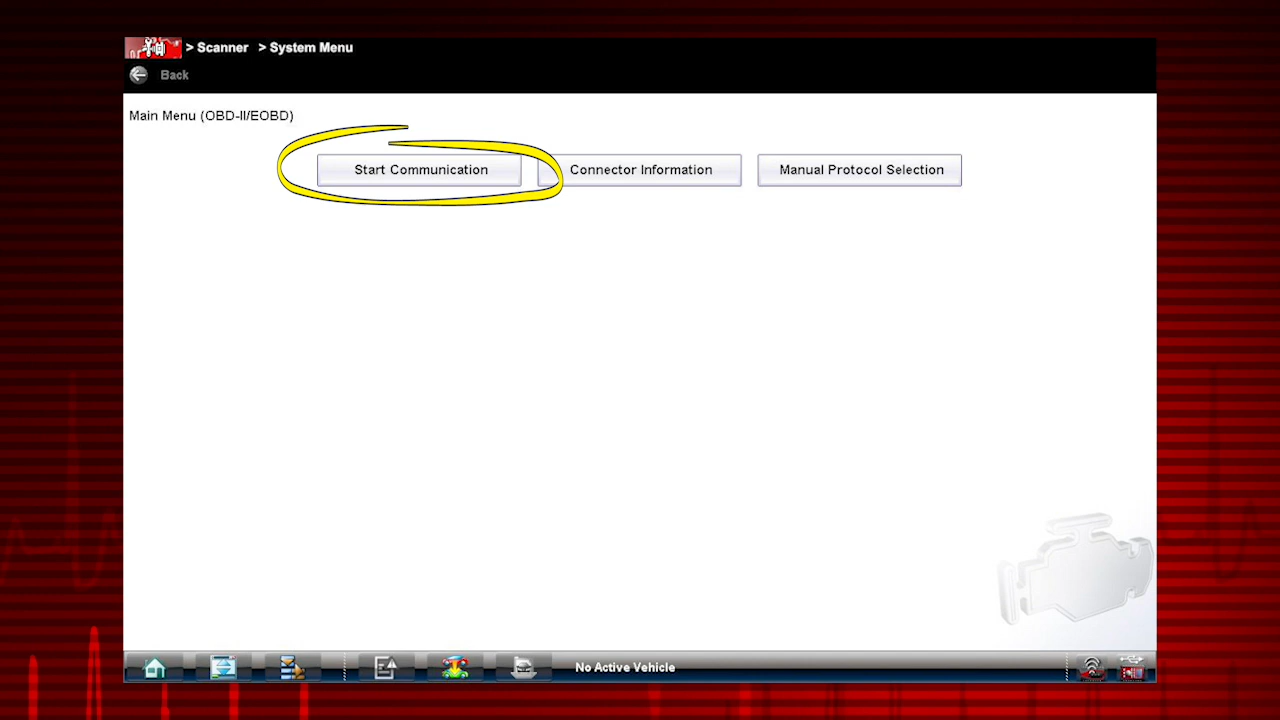 > Scanner > System Menu
Back
Main Menu (OBD-II/EOBD)
Start Communication
Connector Information
Manual Protocol Selection
No Active Vehicle